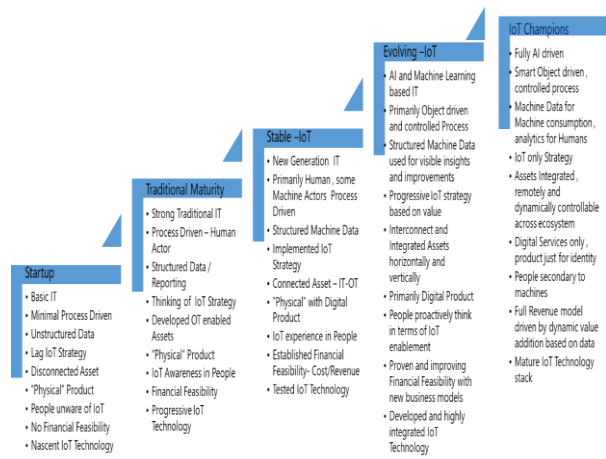 Startup
• Basic IT
• Minimal Process Driven
• Unstructured Data
• Lag IoT Strategy
• Disconnected Asset
• "Physical" Product
• People unware of IoT
• No Financial Feasibility
• Nascent IoT Technology
Traditional Maturity
• Strong Traditional IT
• Process Driven – Human
Actor
• Structured Data /
Reporting
• Thinking of IoT Strategy
• Developed OT enabled
Assets
• "Physical" Product
• IoT Awareness in People
• Financial Feasibility
• Progressive IoT
Technology
Stable –IoT
• New Generation IT
• Primarily Human , some
Machine Actors Process
Driven
• Structured Machine Data
• Implemented IoT
Strategy
• Connected Asset – IT-OT
• "Physical" with Digital
Product
• IoT experience in People
• Established Financial
Feasibility- Cost/Revenue
• Tested IoT Technology
Evolving –IoT
• AI and Machine Learning
based IT
• Primarily Object driven
and controlled Process
• Structured Machine Data
used for visible insights
and improvements
• Progressive IoT strategy
based on value
• Interconnect and
Integrated Assets
horizontally and
vertically
• Primarily Digital Product
• People proactively think
in terms of IoT
enablement
• Proven and improving
Financial Feasibility with
new business models
• Developed and highly
integrated IoT
Technology
IoT Champions
• Fully AI driven
• Smart Object driven ,
controlled process
• Machine Data for
Machine consumption ,
analytics for Humans
• IoT only Strategy
• Assets Integrated ,
remotely and
dynamically controllable
across ecosystem
• Digital Services only ,
product just for identity
• People secondary to
machines
• Full Revenue model
driven by dynamic value
addition based on data
• Mature IoT Technology
stack